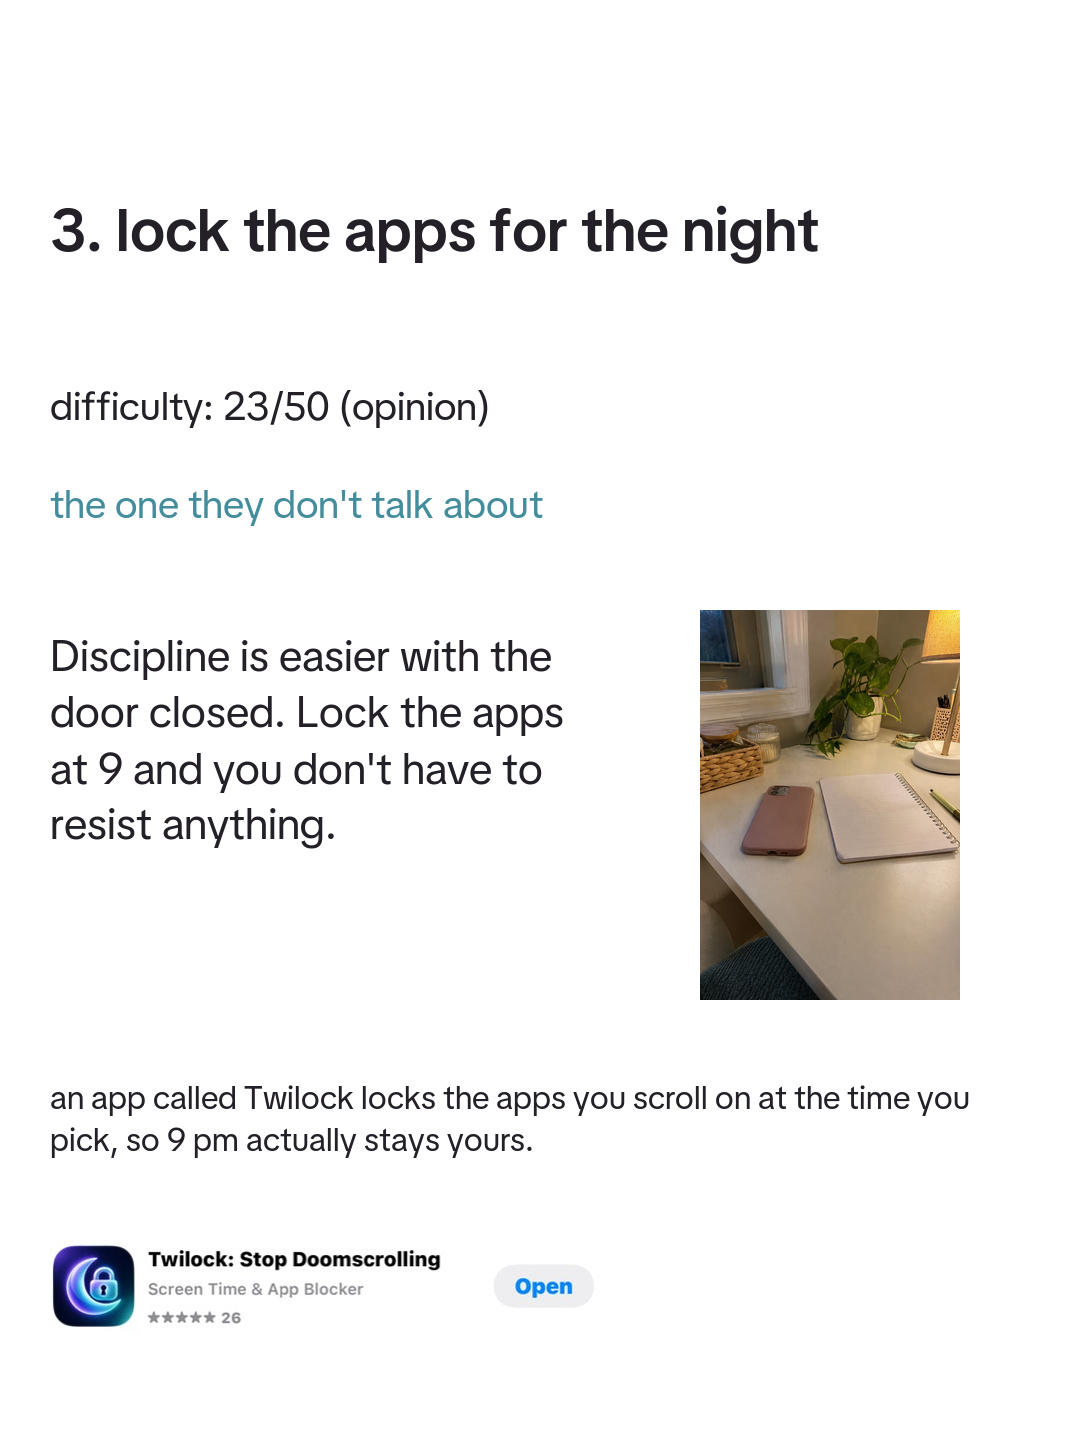 3. lock the apps for the night
difficulty: 23/50 (opinion)
the one they don't talk about
Discipline is easier with the
door closed. Lock the apps
at 9 and you don't have to
resist anything.
an app called Twilock locks the apps you scroll on at the time you
pick, so 9 pm actually stays yours.
Twilock: Stop Doomscrolling
Screen Time & App Blocker
★★★★★ 26
Open